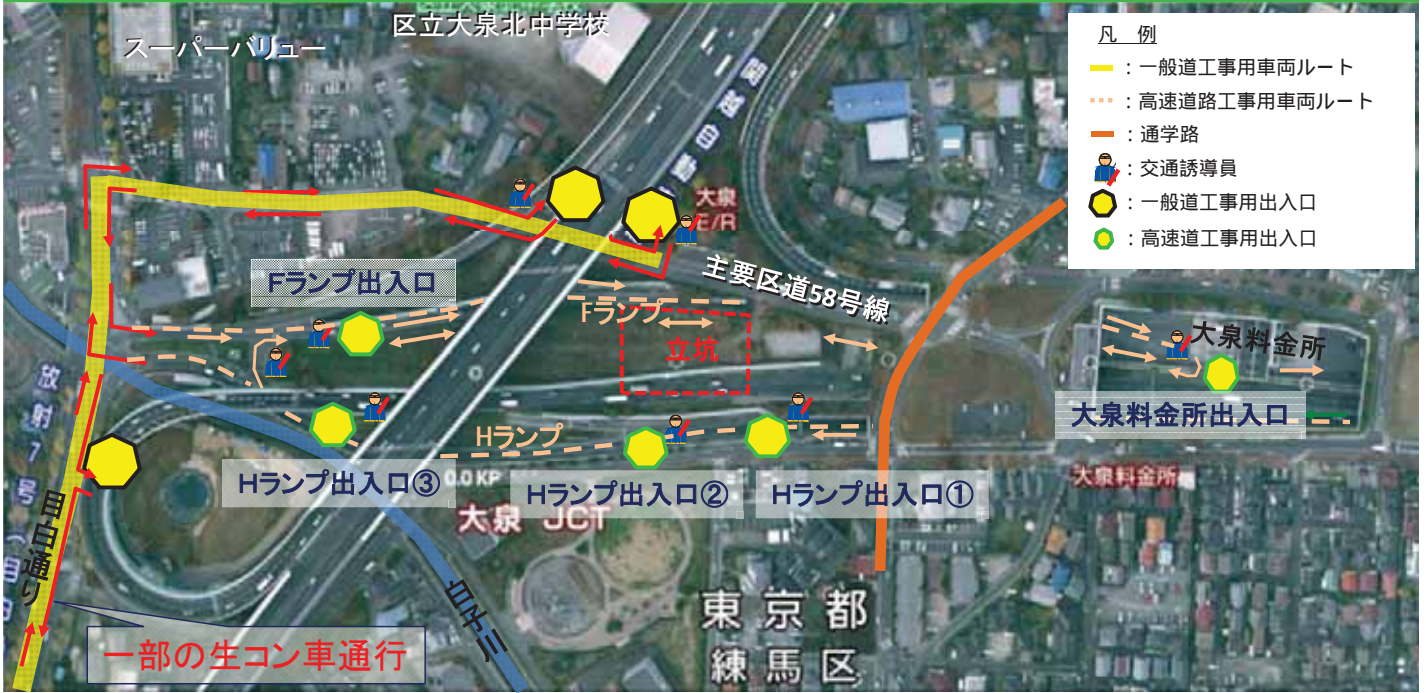 スーパーバリュー
区立大泉北中学校
凡 例
：一般道工事用車両ルート
：高速道路工事用車両ルート
：通学路
：交通誘導員
：一般道工事用出入口
：高速道工事用出入口
大泉
E/R
主要区道58号線
Fランプ出入口
Fランプ
立坑
大泉料金所
大泉料金所出入口
Hランプ
Hランプ出入口③
0.0 KP
Hランプ出入口②
Hランプ出入口①
大泉料金所
大泉 JCT
放射7号
目白通り
白子川
東京都
練馬区
一部の生コン車通行